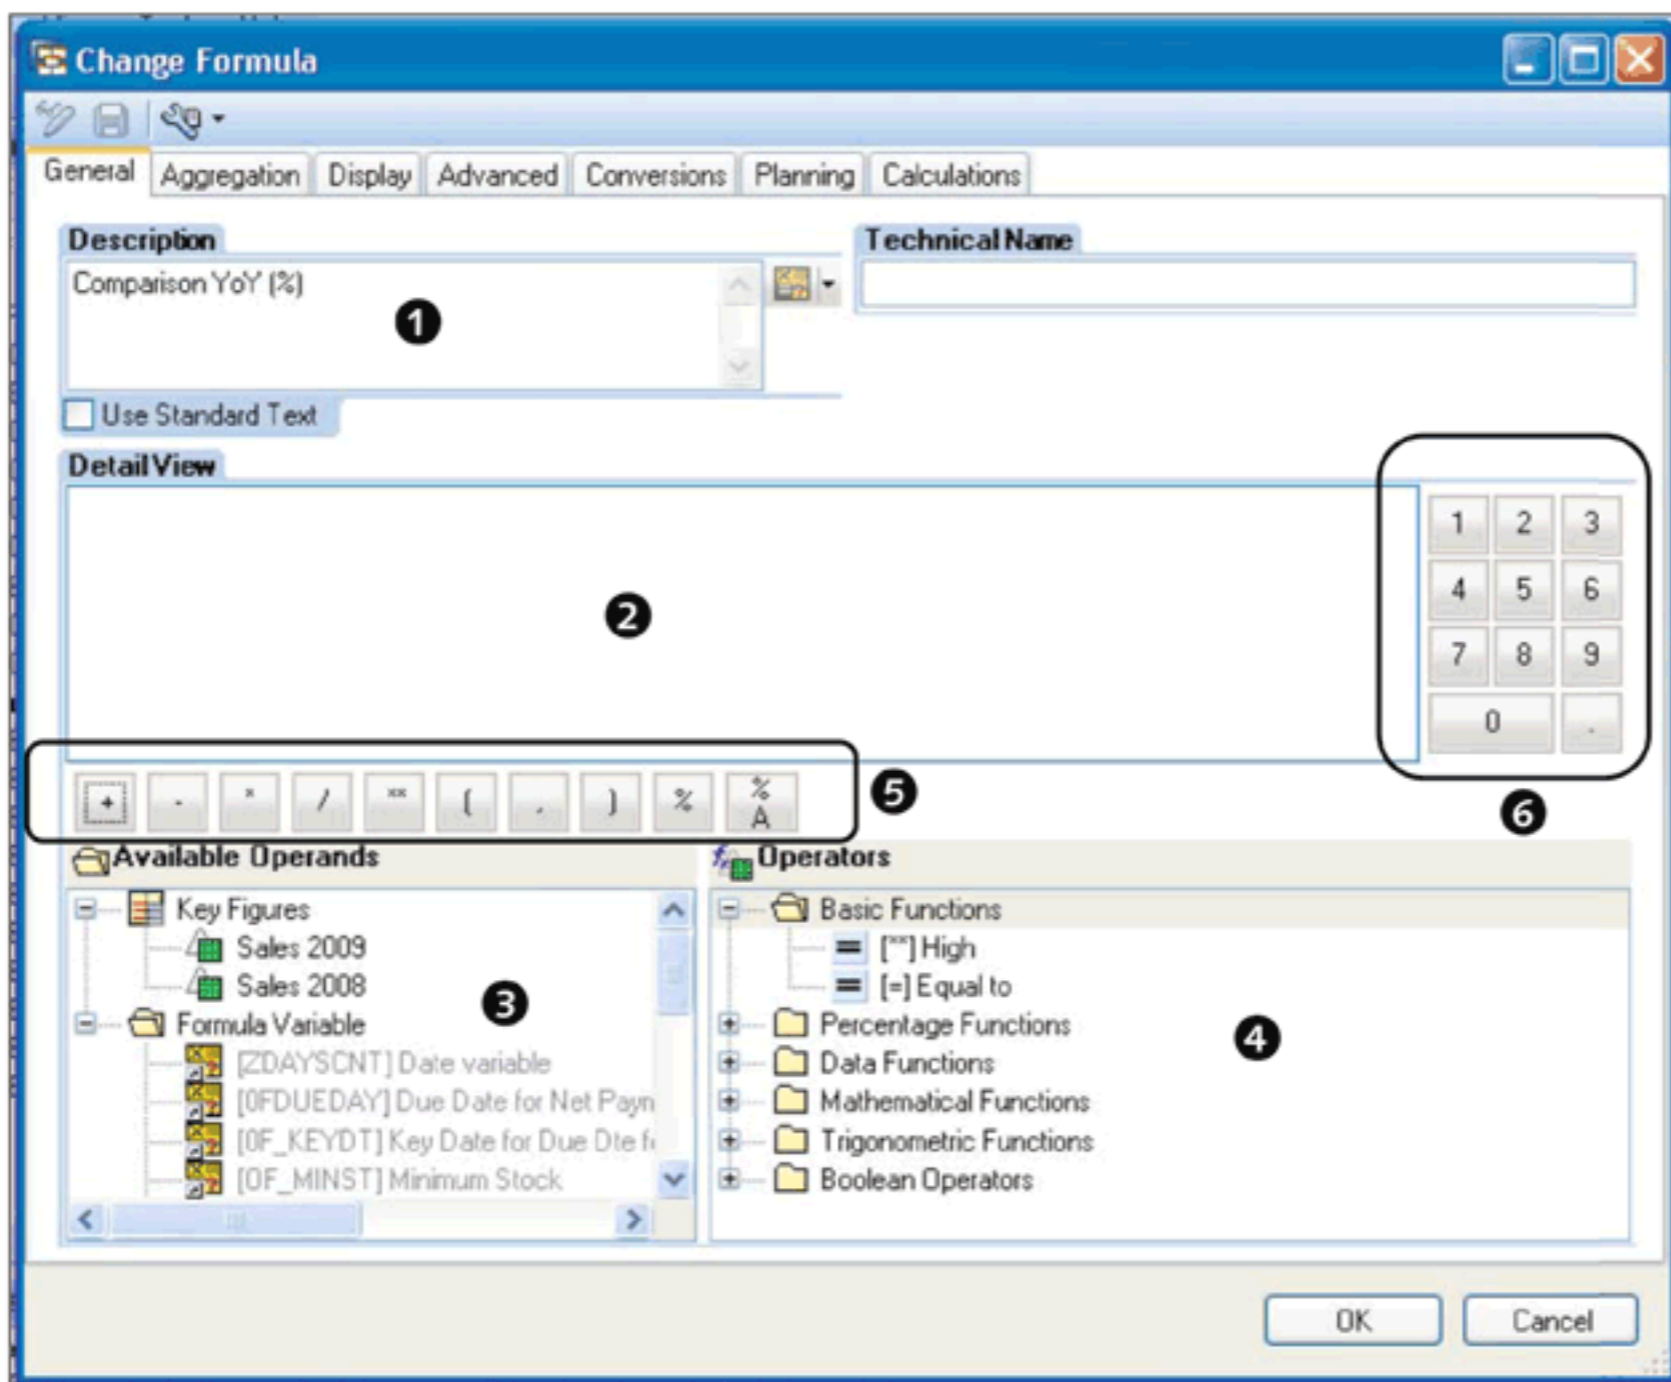 Change Formula
General Aggregation Display Advanced Conversions Planning Calculations
Description Technical Name
Comparison YoY (%)
1
Use Standard Text
Detail View
2
1 2 3
4 5 6
7 8 9
0 .
6
+ - * / ** ( , ) % %A
5
Available Operands
Key Figures
Sales 2009
Sales 2008
Formula Variable
[ZDAYSCNT] Date variable
[0FDUEDAY] Due Date for Net Payn
[0F_KEYDT] Key Date for Due Dte f
[0F_MINST] Minimum Stock
3
Operators
Basic Functions
[**] High
[=] Equal to
Percentage Functions
Data Functions
Mathematical Functions
Trigonometric Functions
Boolean Operators
4
OK Cancel